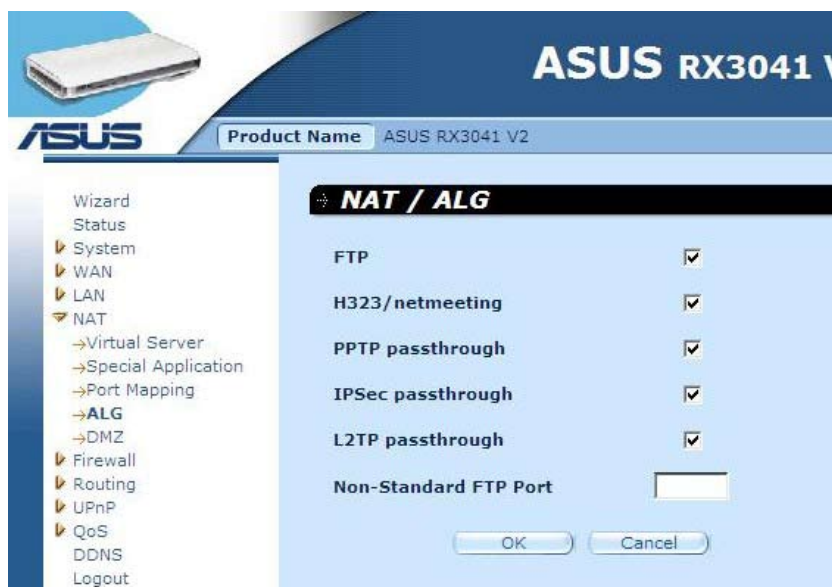 ASUS RX3041 V
ASUS
Product Name ASUS RX3041 V2
Wizard
Status
System
WAN
LAN
NAT
Virtual Server
Special Application
Port Mapping
ALG
DMZ
Firewall
Routing
UPnP
QoS
DDNS
Logout
NAT / ALG
FTP
H323/netmeeting
PPTP passthrough
IPSec passthrough
L2TP passthrough
Non-Standard FTP Port
OK Cancel